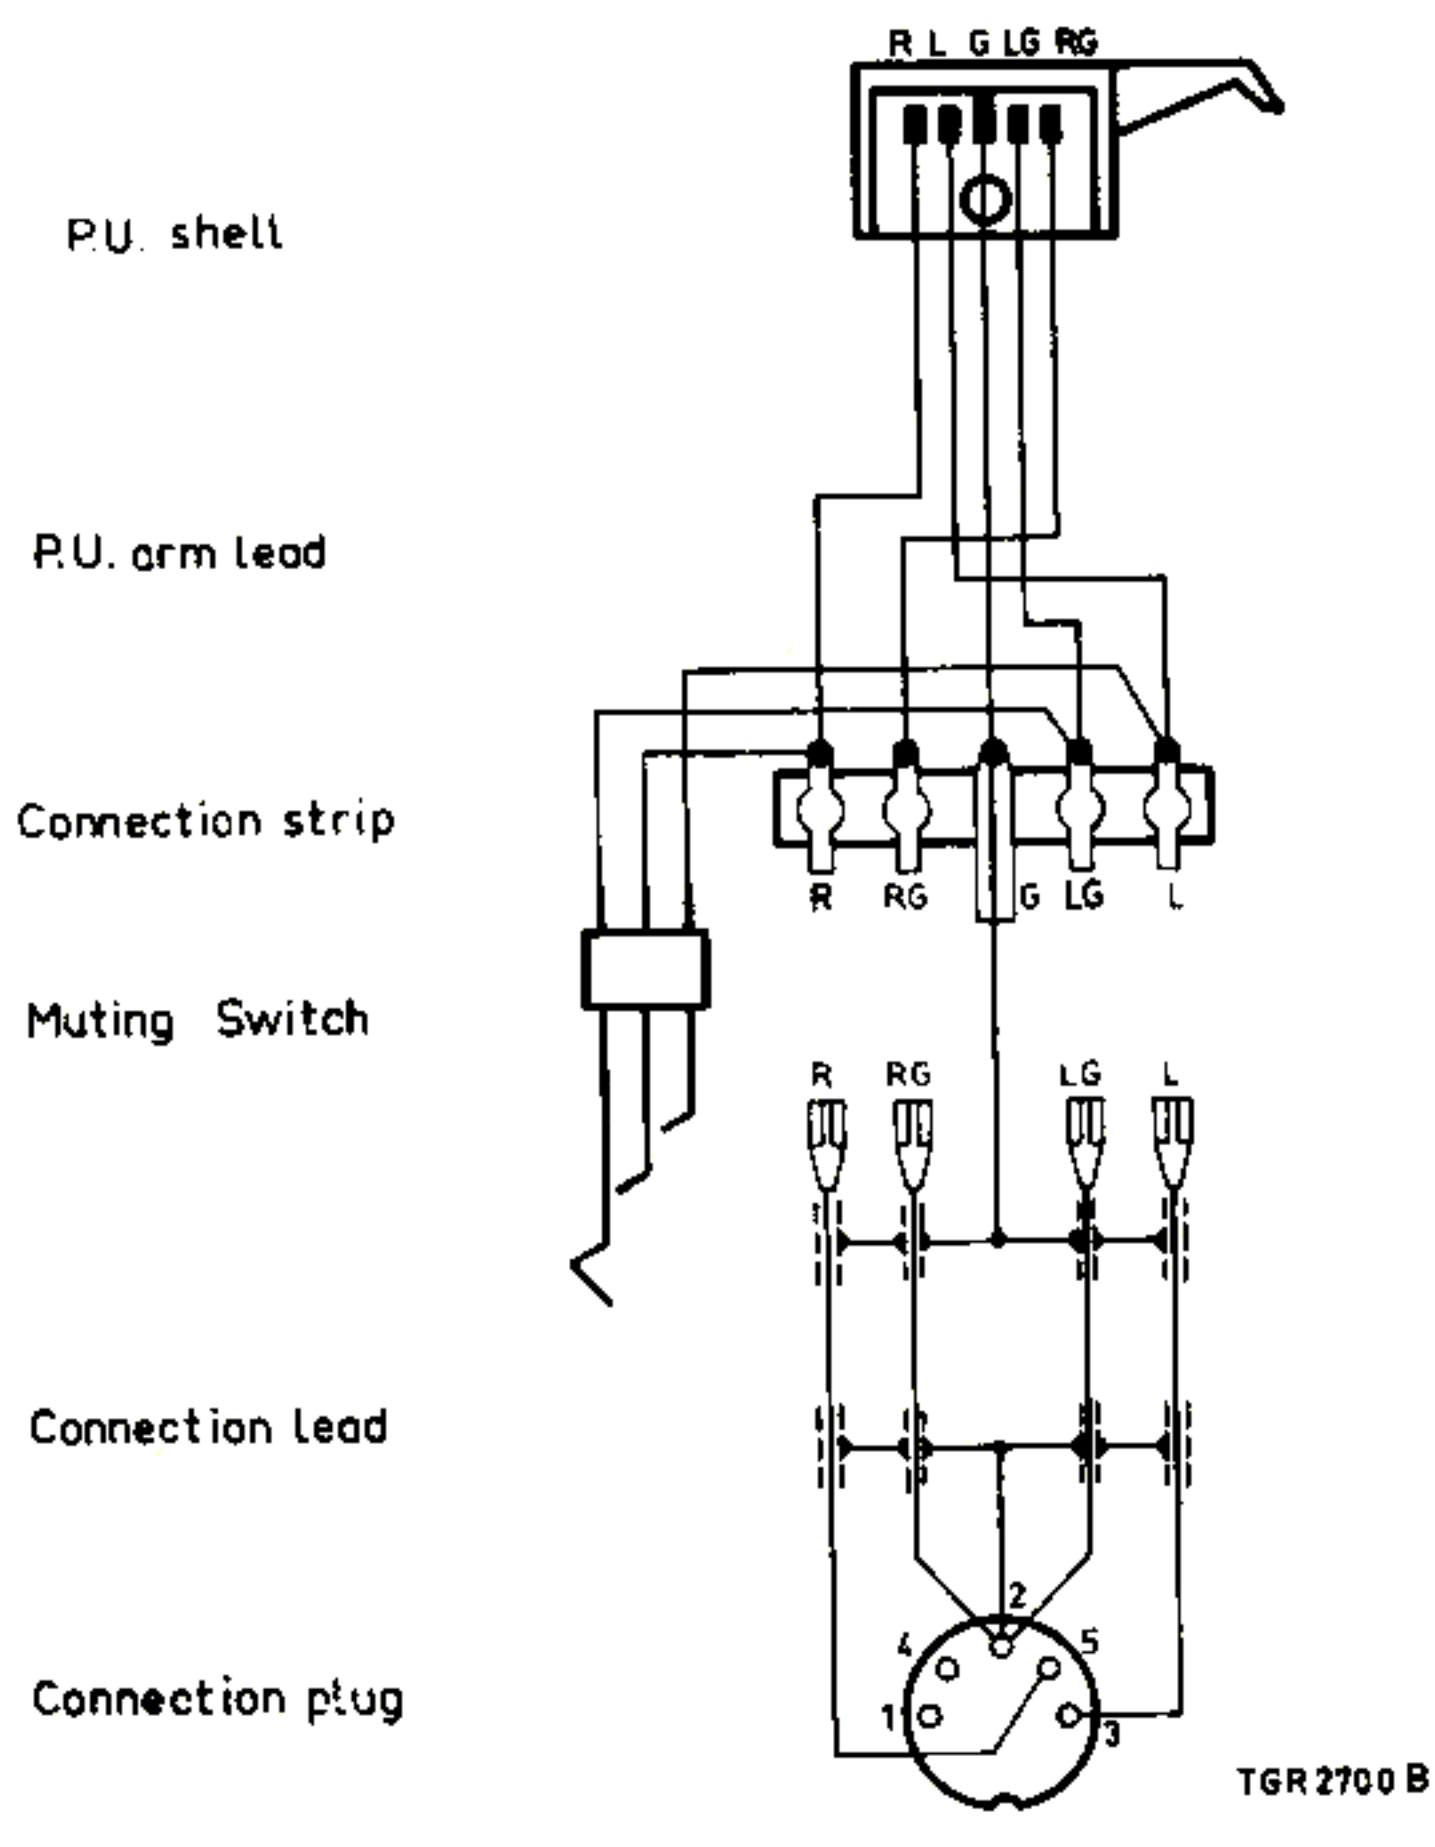 R L G LG RG
P.U. shell
P.U. arm lead
Connection strip
R RG G LG L
Muting Switch
R RG LG L
Connection lead
2
4 5
Connection plug
1 3
TGR 2700 B